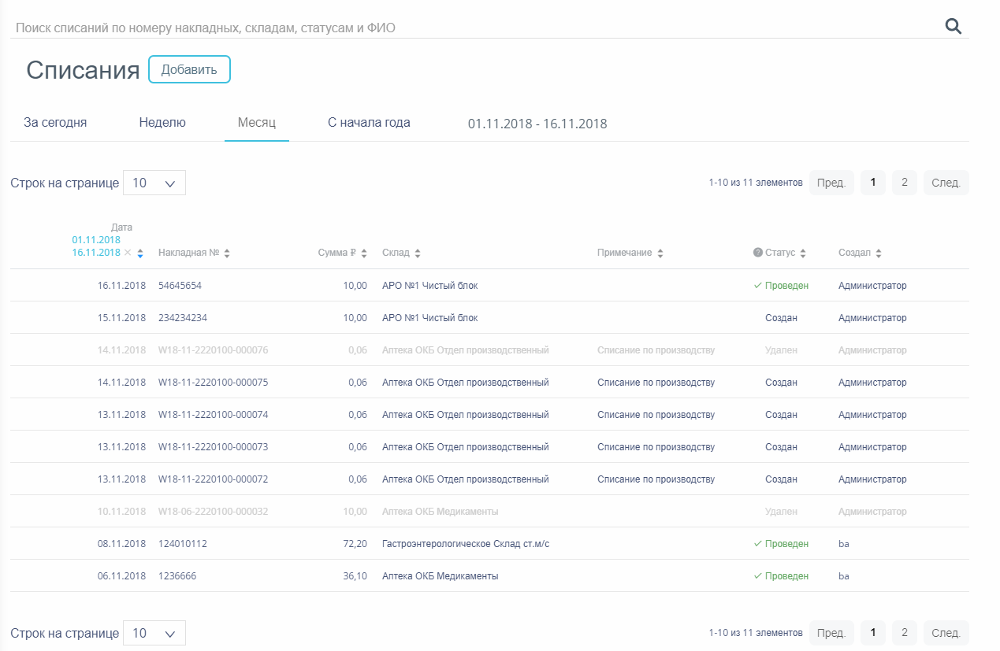 Поиск списаний по номеру накладных, складам, статусам и ФИО
Списания Добавить
За сегодня Неделю Месяц С начала года 01.11.2018 - 16.11.2018
Строк на странице 10 1-10 из 11 элементов Пред. 1 2 След.
Дата
01.11.2018
16.11.2018 × Накладная № Сумма ₽ Склад Примечание ? Статус Создал
16.11.2018 54645654 10,00 АРО №1 Чистый блок ✓ Проведен Администратор
15.11.2018 234234234 10,00 АРО №1 Чистый блок Создан Администратор
14.11.2018 W18-11-2220100-000076 0,06 Аптека ОКБ Отдел производственный Списание по производству Удален Администратор
14.11.2018 W18-11-2220100-000075 0,06 Аптека ОКБ Отдел производственный Списание по производству Создан Администратор
13.11.2018 W18-11-2220100-000074 0,06 Аптека ОКБ Отдел производственный Списание по производству Создан Администратор
13.11.2018 W18-11-2220100-000073 0,06 Аптека ОКБ Отдел производственный Списание по производству Создан Администратор
13.11.2018 W18-11-2220100-000072 0,06 Аптека ОКБ Отдел производственный Списание по производству Создан Администратор
10.11.2018 W18-06-2220100-000032 10,00 Аптека ОКБ Медикаменты Удален Администратор
08.11.2018 124010112 72,20 Гастроэнтерологическое Склад ст.м/с ✓ Проведен ba
06.11.2018 1236666 36,10 Аптека ОКБ Медикаменты ✓ Проведен ba
Строк на странице 10 1-10 из 11 элементов Пред. 1 2 След.